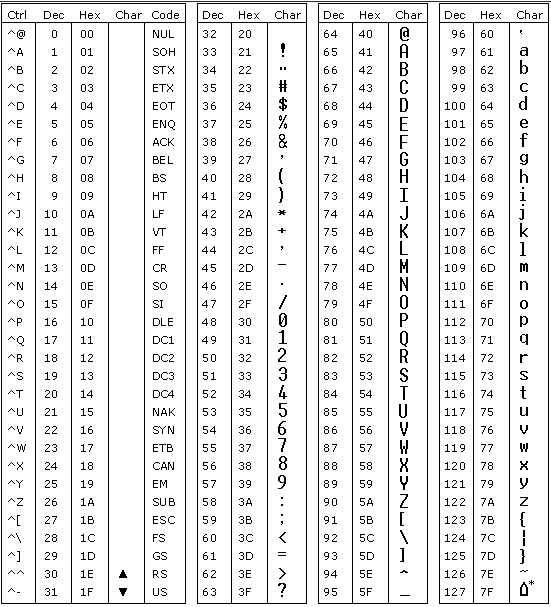 Ctrl Dec Hex Char Code Dec Hex Char Dec Hex Char Dec Hex Char
^@ 0 00 NUL 32 20 64 40 @ 96 60 ‛
^A 1 01 SOH 33 21 ! 65 41 A 97 61 a
^B 2 02 STX 34 22 " 66 42 B 98 62 b
^C 3 03 ETX 35 23 # 67 43 C 99 63 c
^D 4 04 EOT 36 24 $ 68 44 D 100 64 d
^E 5 05 ENQ 37 25 % 69 45 E 101 65 e
^F 6 06 ACK 38 26 & 70 46 F 102 66 f
^G 7 07 BEL 39 27 ' 71 47 G 103 67 g
^H 8 08 BS 40 28 ( 72 48 H 104 68 h
^I 9 09 HT 41 29 ) 73 49 I 105 69 i
^J 10 0A LF 42 2A * 74 4A J 106 6A j
^K 11 0B VT 43 2B + 75 4B K 107 6B k
^L 12 0C FF 44 2C , 76 4C L 108 6C l
^M 13 0D CR 45 2D - 77 4D M 109 6D m
^N 14 0E SO 46 2E . 78 4E N 110 6E n
^O 15 0F SI 47 2F / 79 4F O 111 6F o
^P 16 10 DLE 48 30 0 80 50 P 112 70 p
^Q 17 11 DC1 49 31 1 81 51 Q 113 71 q
^R 18 12 DC2 50 32 2 82 52 R 114 72 r
^S 19 13 DC3 51 33 3 83 53 S 115 73 s
^T 20 14 DC4 52 34 4 84 54 T 116 74 t
^U 21 15 NAK 53 35 5 85 55 U 117 75 u
^V 22 16 SYN 54 36 6 86 56 V 118 76 v
^W 23 17 ETB 55 37 7 87 57 W 119 77 w
^X 24 18 CAN 56 38 8 88 58 X 120 78 x
^Y 25 19 EM 57 39 9 89 59 Y 121 79 y
^Z 26 1A SUB 58 3A : 90 5A Z 122 7A z
^[ 27 1B ESC 59 3B ; 91 5B [ 123 7B {
^\ 28 1C FS 60 3C < 92 5C \ 124 7C ¦
^] 29 1D GS 61 3D = 93 5D ] 125 7D }
^^ 30 1E ▲ RS 62 3E > 94 5E ^ 126 7E ~
^- 31 1F ▼ US 63 3F ? 95 5F _ 127 7F ⌂*